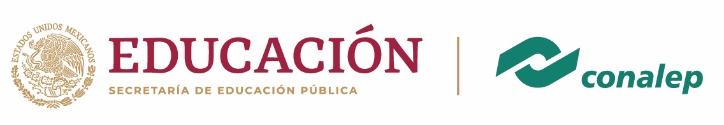 ESTADOS UNIDOS MEXICANOS
EDUCACIÓN
SECRETARÍA DE EDUCACIÓN PÚBLICA
conalep